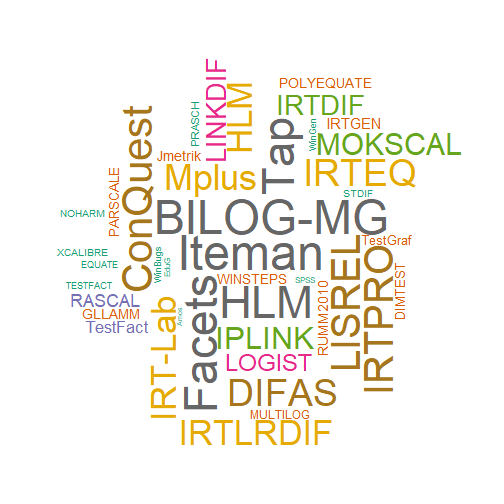 POLYEQUATE
LINKDIF
HLM
IRTDIF
PRASCH
WinGen
IRTGEN
ConQuest
Tap
MOKSCAL
Jmetrik
PARSCALE
Mplus
IRTEQ
STDIF
NOHARM
BILOG-MG
TestGraf
XCALIBRE
EQUATE
WinBugs
EduG
Iteman
LISREL
IRTPRO
DIMTEST
TESTFACT
WINSTEPS
SPSS
RUMM2010
RASCAL
GLLAMM
TestFact
IRT-Lab
Amos
Facets
HLM
IPLINK
LOGIST
DIFAS
MULTILOG
IRTLRDIF